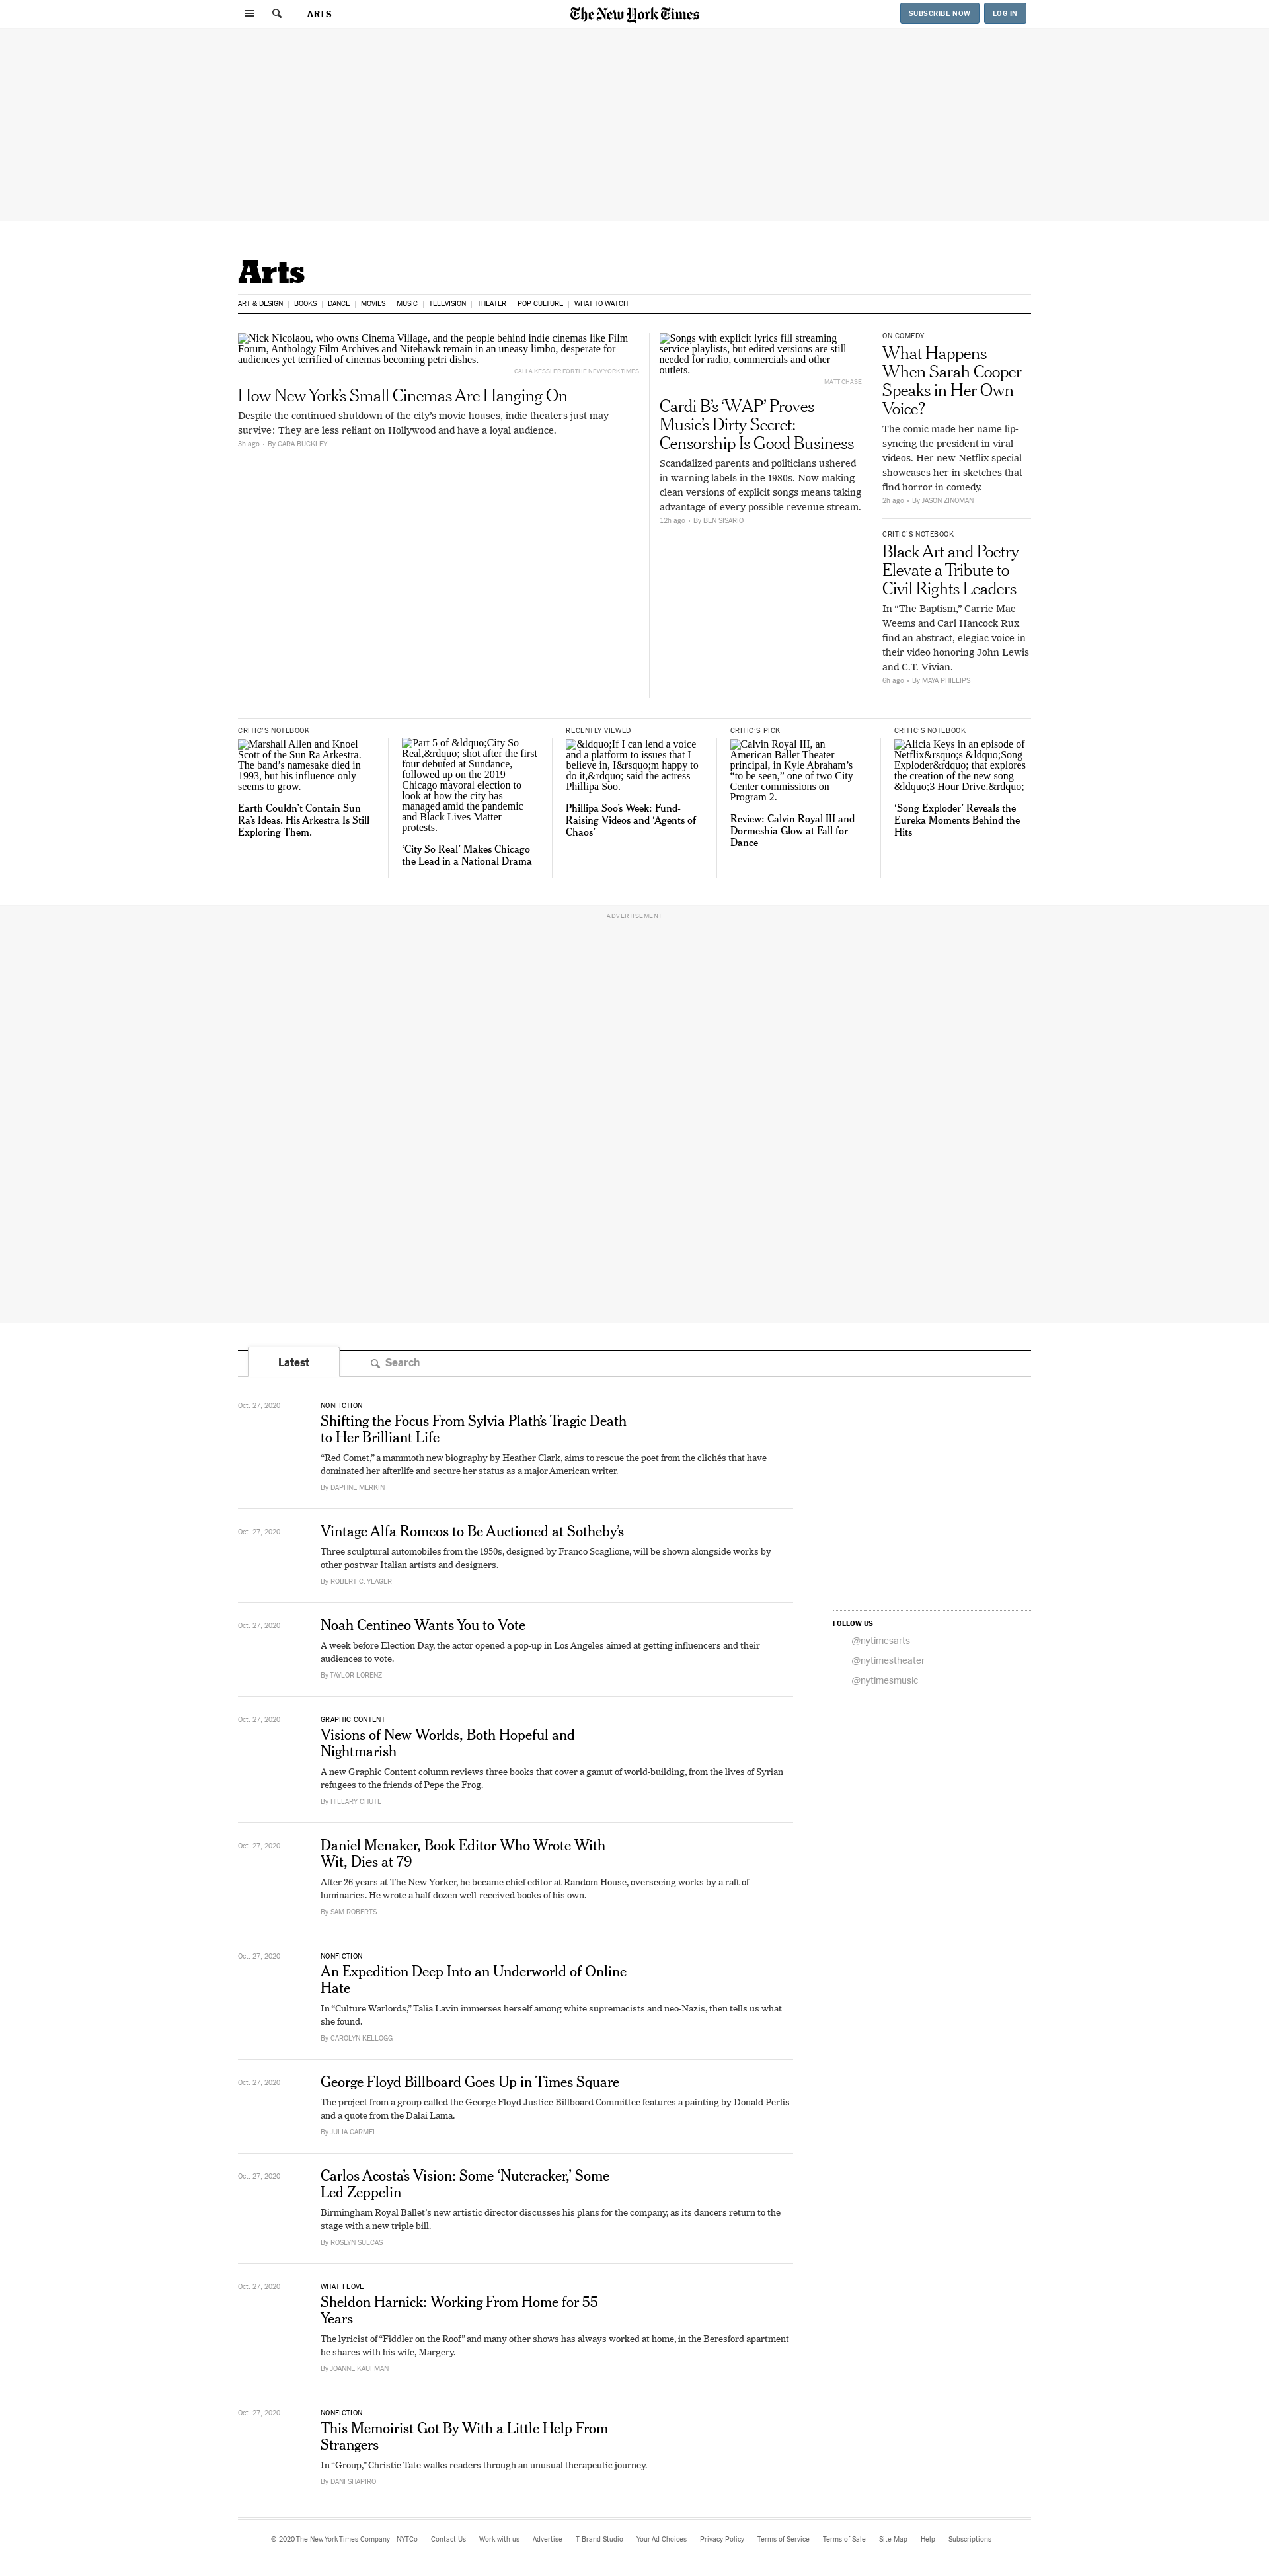 ARTS
The New York Times
SUBSCRIBE NOW
LOG IN
Arts
ART & DESIGN
BOOKS
DANCE
MOVIES
MUSIC
TELEVISION
THEATER
POP CULTURE
WHAT TO WATCH
Nick Nicolaou, who owns Cinema Village, and the people behind indie cinemas like Film
Forum, Anthology Film Archives and Nitehawk remain in an uneasy limbo, desperate for
audiences yet terrified of cinemas becoming petri dishes.
CALLA KESSLER FOR THE NEW YORK TIMES
How New York’s Small Cinemas Are Hanging On
Despite the continued shutdown of the city’s movie houses, indie theaters just may
survive: They are less reliant on Hollywood and have a loyal audience.
3h ago • By CARA BUCKLEY
Songs with explicit lyrics fill streaming
service playlists, but edited versions are still
needed for radio, commercials and other
outlets.
MATT CHASE
Cardi B’s ‘WAP’ Proves
Music’s Dirty Secret:
Censorship Is Good Business
Scandalized parents and politicians ushered
in warning labels in the 1980s. Now making
clean versions of explicit songs means taking
advantage of every possible revenue stream.
12h ago • By BEN SISARIO
ON COMEDY
What Happens
When Sarah Cooper
Speaks in Her Own
Voice?
The comic made her name lip-
syncing the president in viral
videos. Her new Netflix special
showcases her in sketches that
find horror in comedy.
2h ago • By JASON ZINOMAN
CRITIC’S NOTEBOOK
Black Art and Poetry
Elevate a Tribute to
Civil Rights Leaders
In “The Baptism,” Carrie Mae
Weems and Carl Hancock Rux
find an abstract, elegiac voice in
their video honoring John Lewis
and C.T. Vivian.
6h ago • By MAYA PHILLIPS
CRITIC’S NOTEBOOK
Marshall Allen and Knoel
Scott of the Sun Ra Arkestra.
The band’s namesake died in
1993, but his influence only
seems to grow.
Earth Couldn’t Contain Sun
Ra’s Ideas. His Arkestra Is Still
Exploring Them.
Part 5 of &ldquo;City So
Real,&rdquo; shot after the first
four debuted at Sundance,
followed up on the 2019
Chicago mayoral election to
look at how the city has
managed amid the pandemic
and Black Lives Matter
protests.
‘City So Real’ Makes Chicago
the Lead in a National Drama
RECENTLY VIEWED
&ldquo;If I can lend a voice
and a platform to issues that I
believe in, I&rsquo;m happy to
do it,&rdquo; said the actress
Phillipa Soo.
Phillipa Soo’s Week: Fund-
Raising Videos and ‘Agents of
Chaos’
CRITIC’S PICK
Calvin Royal III, an
American Ballet Theater
principal, in Kyle Abraham’s
“to be seen,” one of two City
Center commissions on
Program 2.
Review: Calvin Royal III and
Dormeshia Glow at Fall for
Dance
CRITIC’S NOTEBOOK
Alicia Keys in an episode of
Netflix&rsquo;s &ldquo;Song
Exploder&rdquo; that explores
the creation of the new song
&ldquo;3 Hour Drive.&rdquo;
‘Song Exploder’ Reveals the
Eureka Moments Behind the
Hits
ADVERTISEMENT
Latest
Search
Oct. 27, 2020
NONFICTION
Shifting the Focus From Sylvia Plath’s Tragic Death
to Her Brilliant Life
“Red Comet,” a mammoth new biography by Heather Clark, aims to rescue the poet from the clichés that have
dominated her afterlife and secure her status as a major American writer.
By DAPHNE MERKIN
Oct. 27, 2020
Vintage Alfa Romeos to Be Auctioned at Sotheby’s
Three sculptural automobiles from the 1950s, designed by Franco Scaglione, will be shown alongside works by
other postwar Italian artists and designers.
By ROBERT C. YEAGER
Oct. 27, 2020
Noah Centineo Wants You to Vote
A week before Election Day, the actor opened a pop-up in Los Angeles aimed at getting influencers and their
audiences to vote.
By TAYLOR LORENZ
FOLLOW US
@nytimesarts
@nytimestheater
@nytimesmusic
Oct. 27, 2020
GRAPHIC CONTENT
Visions of New Worlds, Both Hopeful and
Nightmarish
A new Graphic Content column reviews three books that cover a gamut of world-building, from the lives of Syrian
refugees to the friends of Pepe the Frog.
By HILLARY CHUTE
Oct. 27, 2020
Daniel Menaker, Book Editor Who Wrote With
Wit, Dies at 79
After 26 years at The New Yorker, he became chief editor at Random House, overseeing works by a raft of
luminaries. He wrote a half-dozen well-received books of his own.
By SAM ROBERTS
Oct. 27, 2020
NONFICTION
An Expedition Deep Into an Underworld of Online
Hate
In “Culture Warlords,” Talia Lavin immerses herself among white supremacists and neo-Nazis, then tells us what
she found.
By CAROLYN KELLOGG
Oct. 27, 2020
George Floyd Billboard Goes Up in Times Square
The project from a group called the George Floyd Justice Billboard Committee features a painting by Donald Perlis
and a quote from the Dalai Lama.
By JULIA CARMEL
Oct. 27, 2020
Carlos Acosta’s Vision: Some ‘Nutcracker,’ Some
Led Zeppelin
Birmingham Royal Ballet’s new artistic director discusses his plans for the company, as its dancers return to the
stage with a new triple bill.
By ROSLYN SULCAS
Oct. 27, 2020
WHAT I LOVE
Sheldon Harnick: Working From Home for 55
Years
The lyricist of “Fiddler on the Roof” and many other shows has always worked at home, in the Beresford apartment
he shares with his wife, Margery.
By JOANNE KAUFMAN
Oct. 27, 2020
NONFICTION
This Memoirist Got By With a Little Help From
Strangers
In “Group,” Christie Tate walks readers through an unusual therapeutic journey.
By DANI SHAPIRO
© 2020 The New York Times Company NYTCo Contact Us Work with us Advertise T Brand Studio Your Ad Choices Privacy Policy Terms of Service Terms of Sale Site Map Help Subscriptions